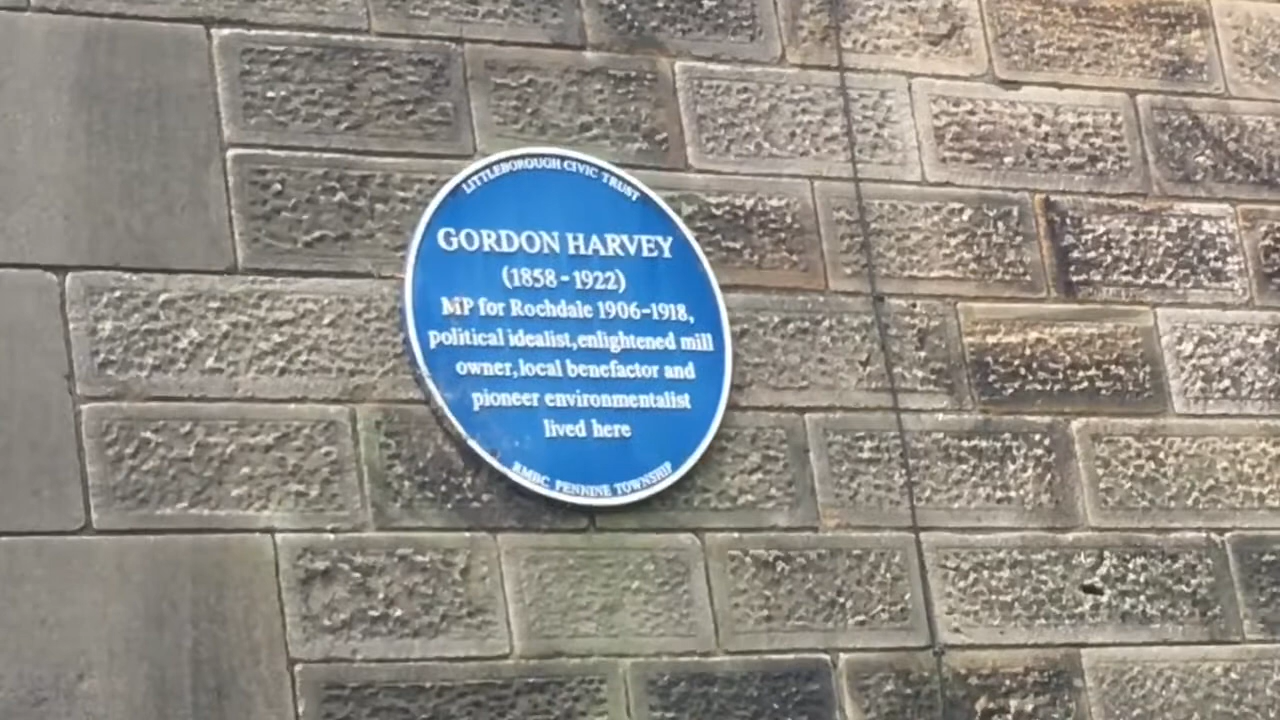 LITTLEBOROUGH CIVIC TRUST
GORDON HARVEY
(1858-1922)
MP for Rochdale 1906-1918,
political idealist, enlightened mill
owner, local benefactor and
pioneer environmentalist
lived here
RMBC PENNINE TOWNSHIP